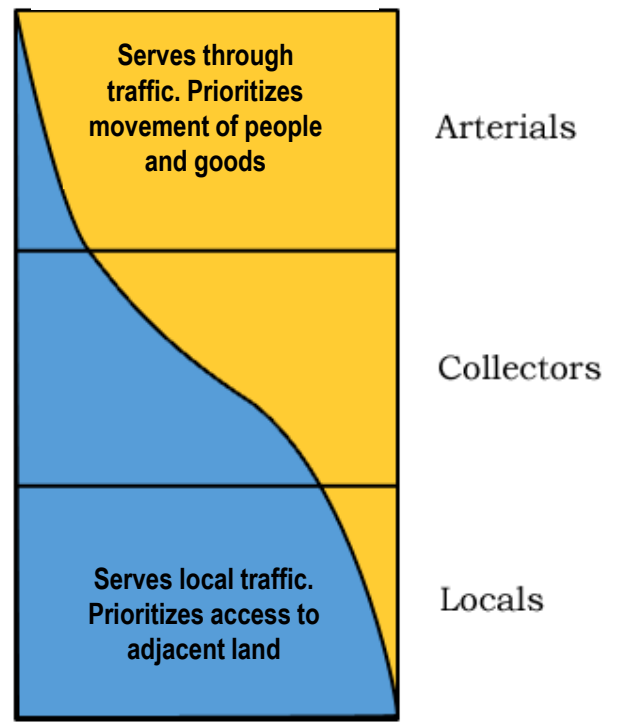 Serves through
traffic. Prioritizes
movement of people
and goods
Arterials
Collectors
Serves local traffic.
Prioritizes access to
adjacent land
Locals